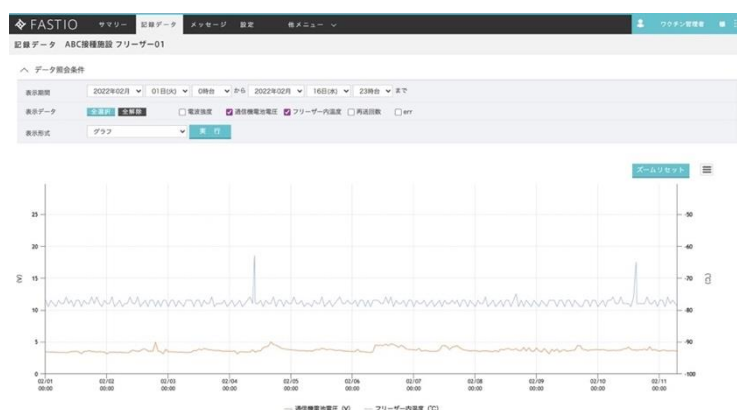 FASTIO サマリー 記録データ メッセージ 設定 他メニュー ワクチン管理者 様
記録データ ABC接種施設 フリーザー01
データ照会条件
表示期間 2022年02月 01日(火) 0時台 から 2022年02月 16日(水) 23時台 まで
表示データ 全選択 全解除 電波強度 通信機電池電圧 フリーザー内温度 再送回数 err
表示形式 グラフ 実行
ズームリセット
25 -50
20 -60
15 -70
(V) (℃)
10 -80
5 -90
0 -100
02/01 02/02 02/03 02/04 02/05 02/06 02/07 02/08 02/09 02/10 02/11
00:00 00:00 00:00 00:00 00:00 00:00 00:00 00:00 00:00 00:00 00:00
通信機電池電圧 (V) フリーザー内温度 (℃)